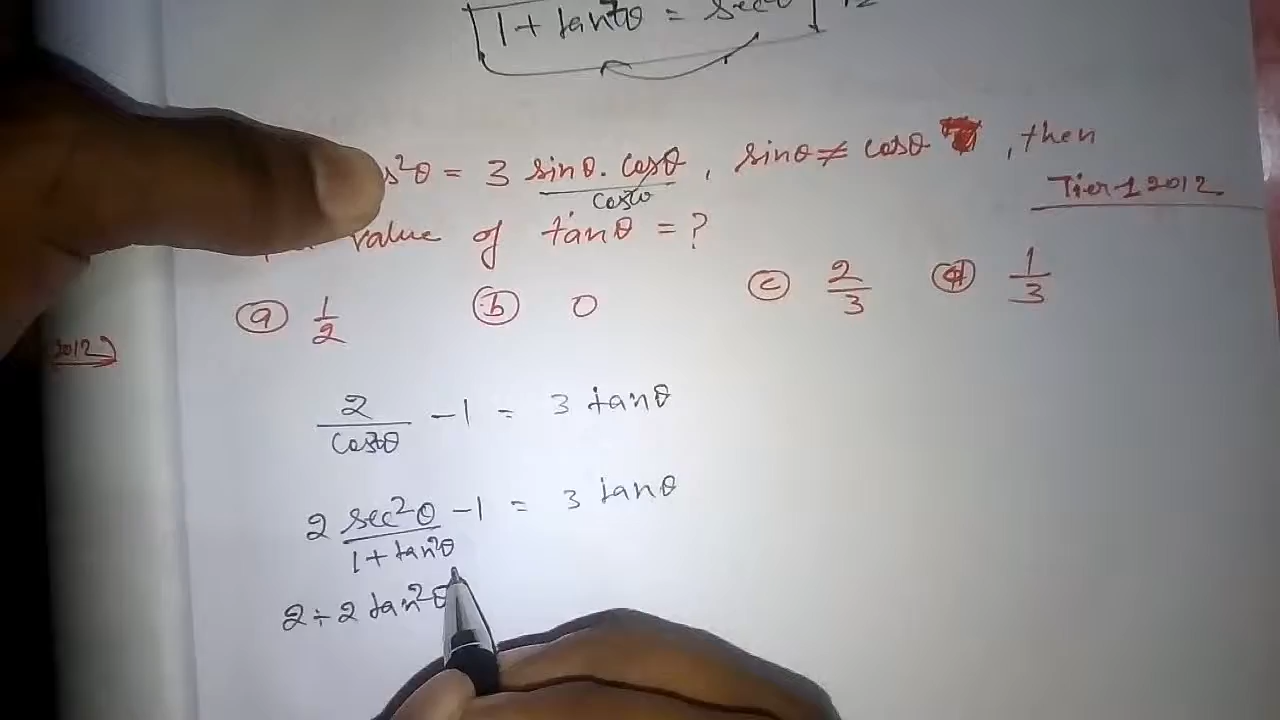 1 + tan²θ = sec²θ
s²θ = 3 sinθ. cosθ, sinθ ≠ cosθ, then
cos²θ
Tier-1 2012
value of tanθ = ?
(a) 1/2 (b) 0 (c) 2/3 (d) 1/3
2012
2/cos²θ - 1 = 3 tanθ
2 sec²θ - 1 = 3 tanθ
1 + tan²θ
2 + 2 tan²θ